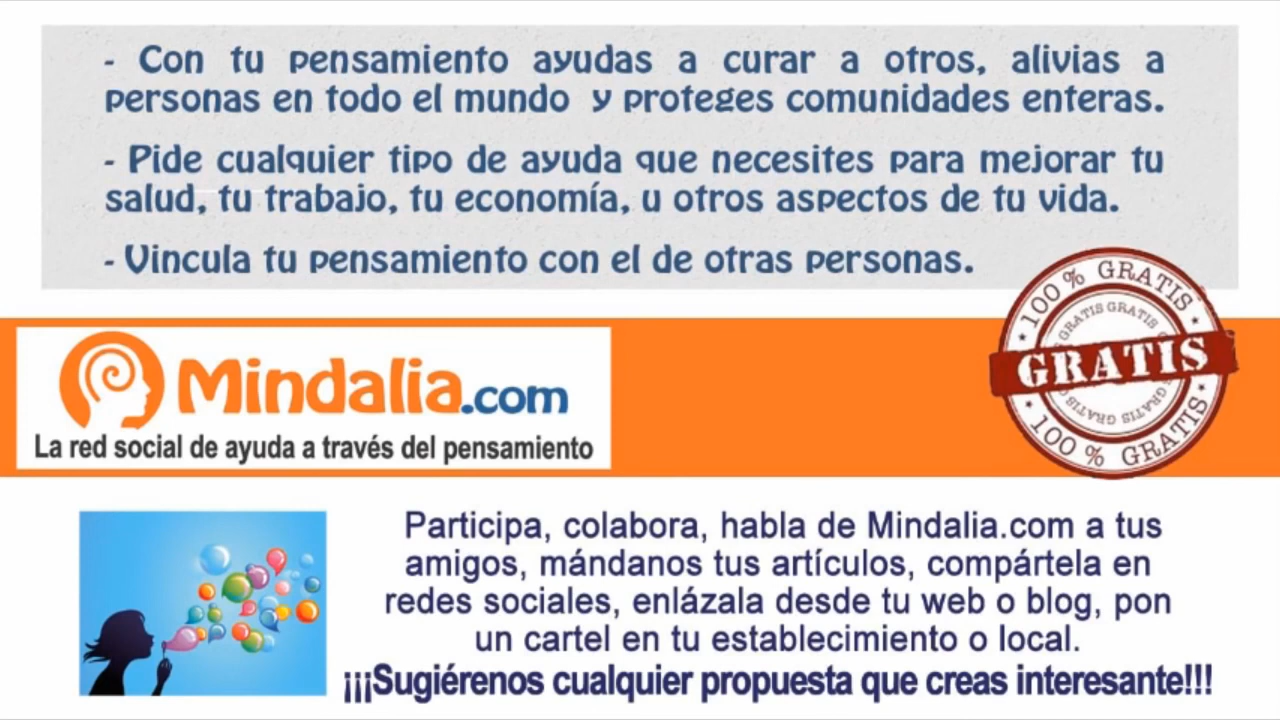 - Con tu pensamiento ayudas a curar a otros, alivias a
personas en todo el mundo y proteges comunidades enteras.
- Pide cualquier tipo de ayuda que necesites para mejorar tu
salud, tu trabajo, tu economía, u otros aspectos de tu vida.
- Vincula tu pensamiento con el de otras personas.
100 % GRATIS
GRATIS GRATIS
GRATIS
GRATIS GRATIS
100 % GRATIS
Mindalia.com
La red social de ayuda a través del pensamiento
Participa, colabora, habla de Mindalia.com a tus
amigos, mándanos tus artículos, compártela en
redes sociales, enlázala desde tu web o blog, pon
un cartel en tu establecimiento o local.
¡¡¡Sugiérenos cualquier propuesta que creas interesante!!!